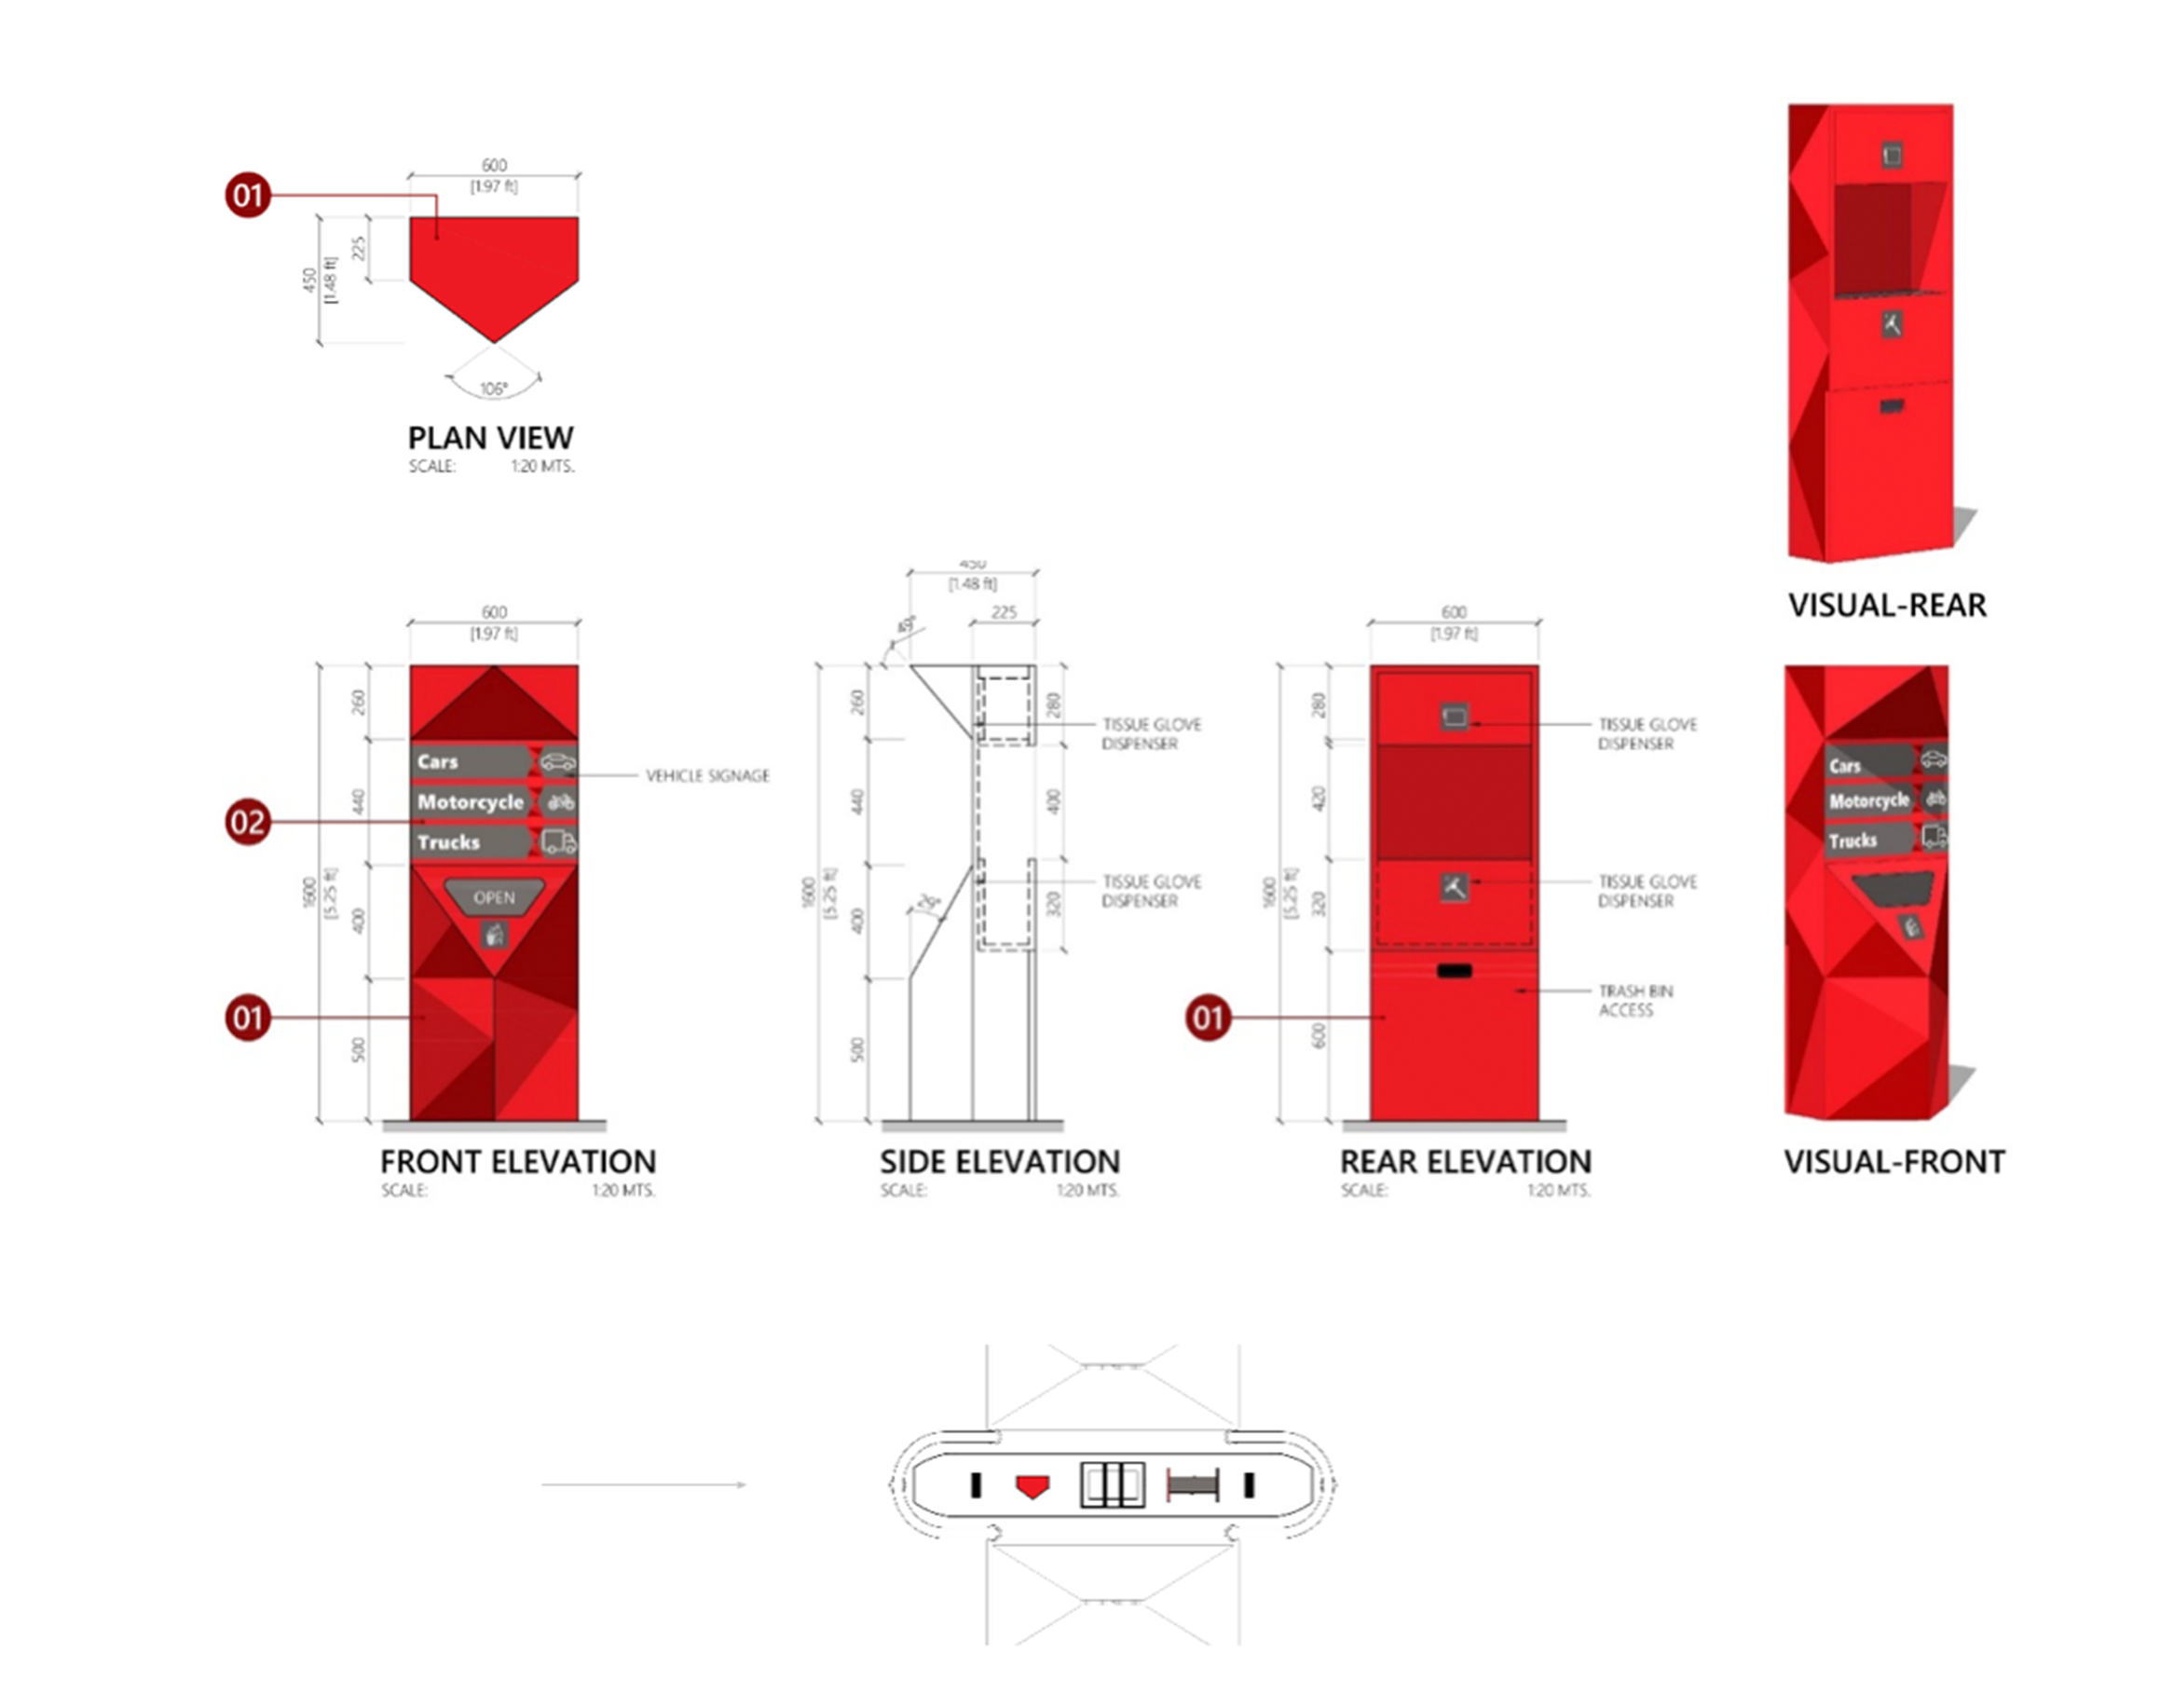 600
[1.97 ft]
01
450
[1.48 ft]
225
106°
PLAN VIEW
SCALE: 1:20 MTS.
VISUAL-REAR
600
[1.97 ft]
1600
[5.25 ft]
260
440
400
500
Cars
Motorcycle
Trucks
OPEN
VEHICLE SIGNAGE
02
01
FRONT ELEVATION
SCALE: 1:20 MTS.
450
[1.48 ft]
225
1600
[5.25 ft]
260
440
400
500
29°
280
400
320
TISSUE GLOVE
DISPENSER
TISSUE GLOVE
DISPENSER
SIDE ELEVATION
SCALE: 1:20 MTS.
600
[1.97 ft]
1600
[5.25 ft]
280
420
320
600
01
TISSUE GLOVE
DISPENSER
TISSUE GLOVE
DISPENSER
TRASH BIN
ACCESS
REAR ELEVATION
SCALE: 1:20 MTS.
Cars
Motorcycle
Trucks
VISUAL-FRONT